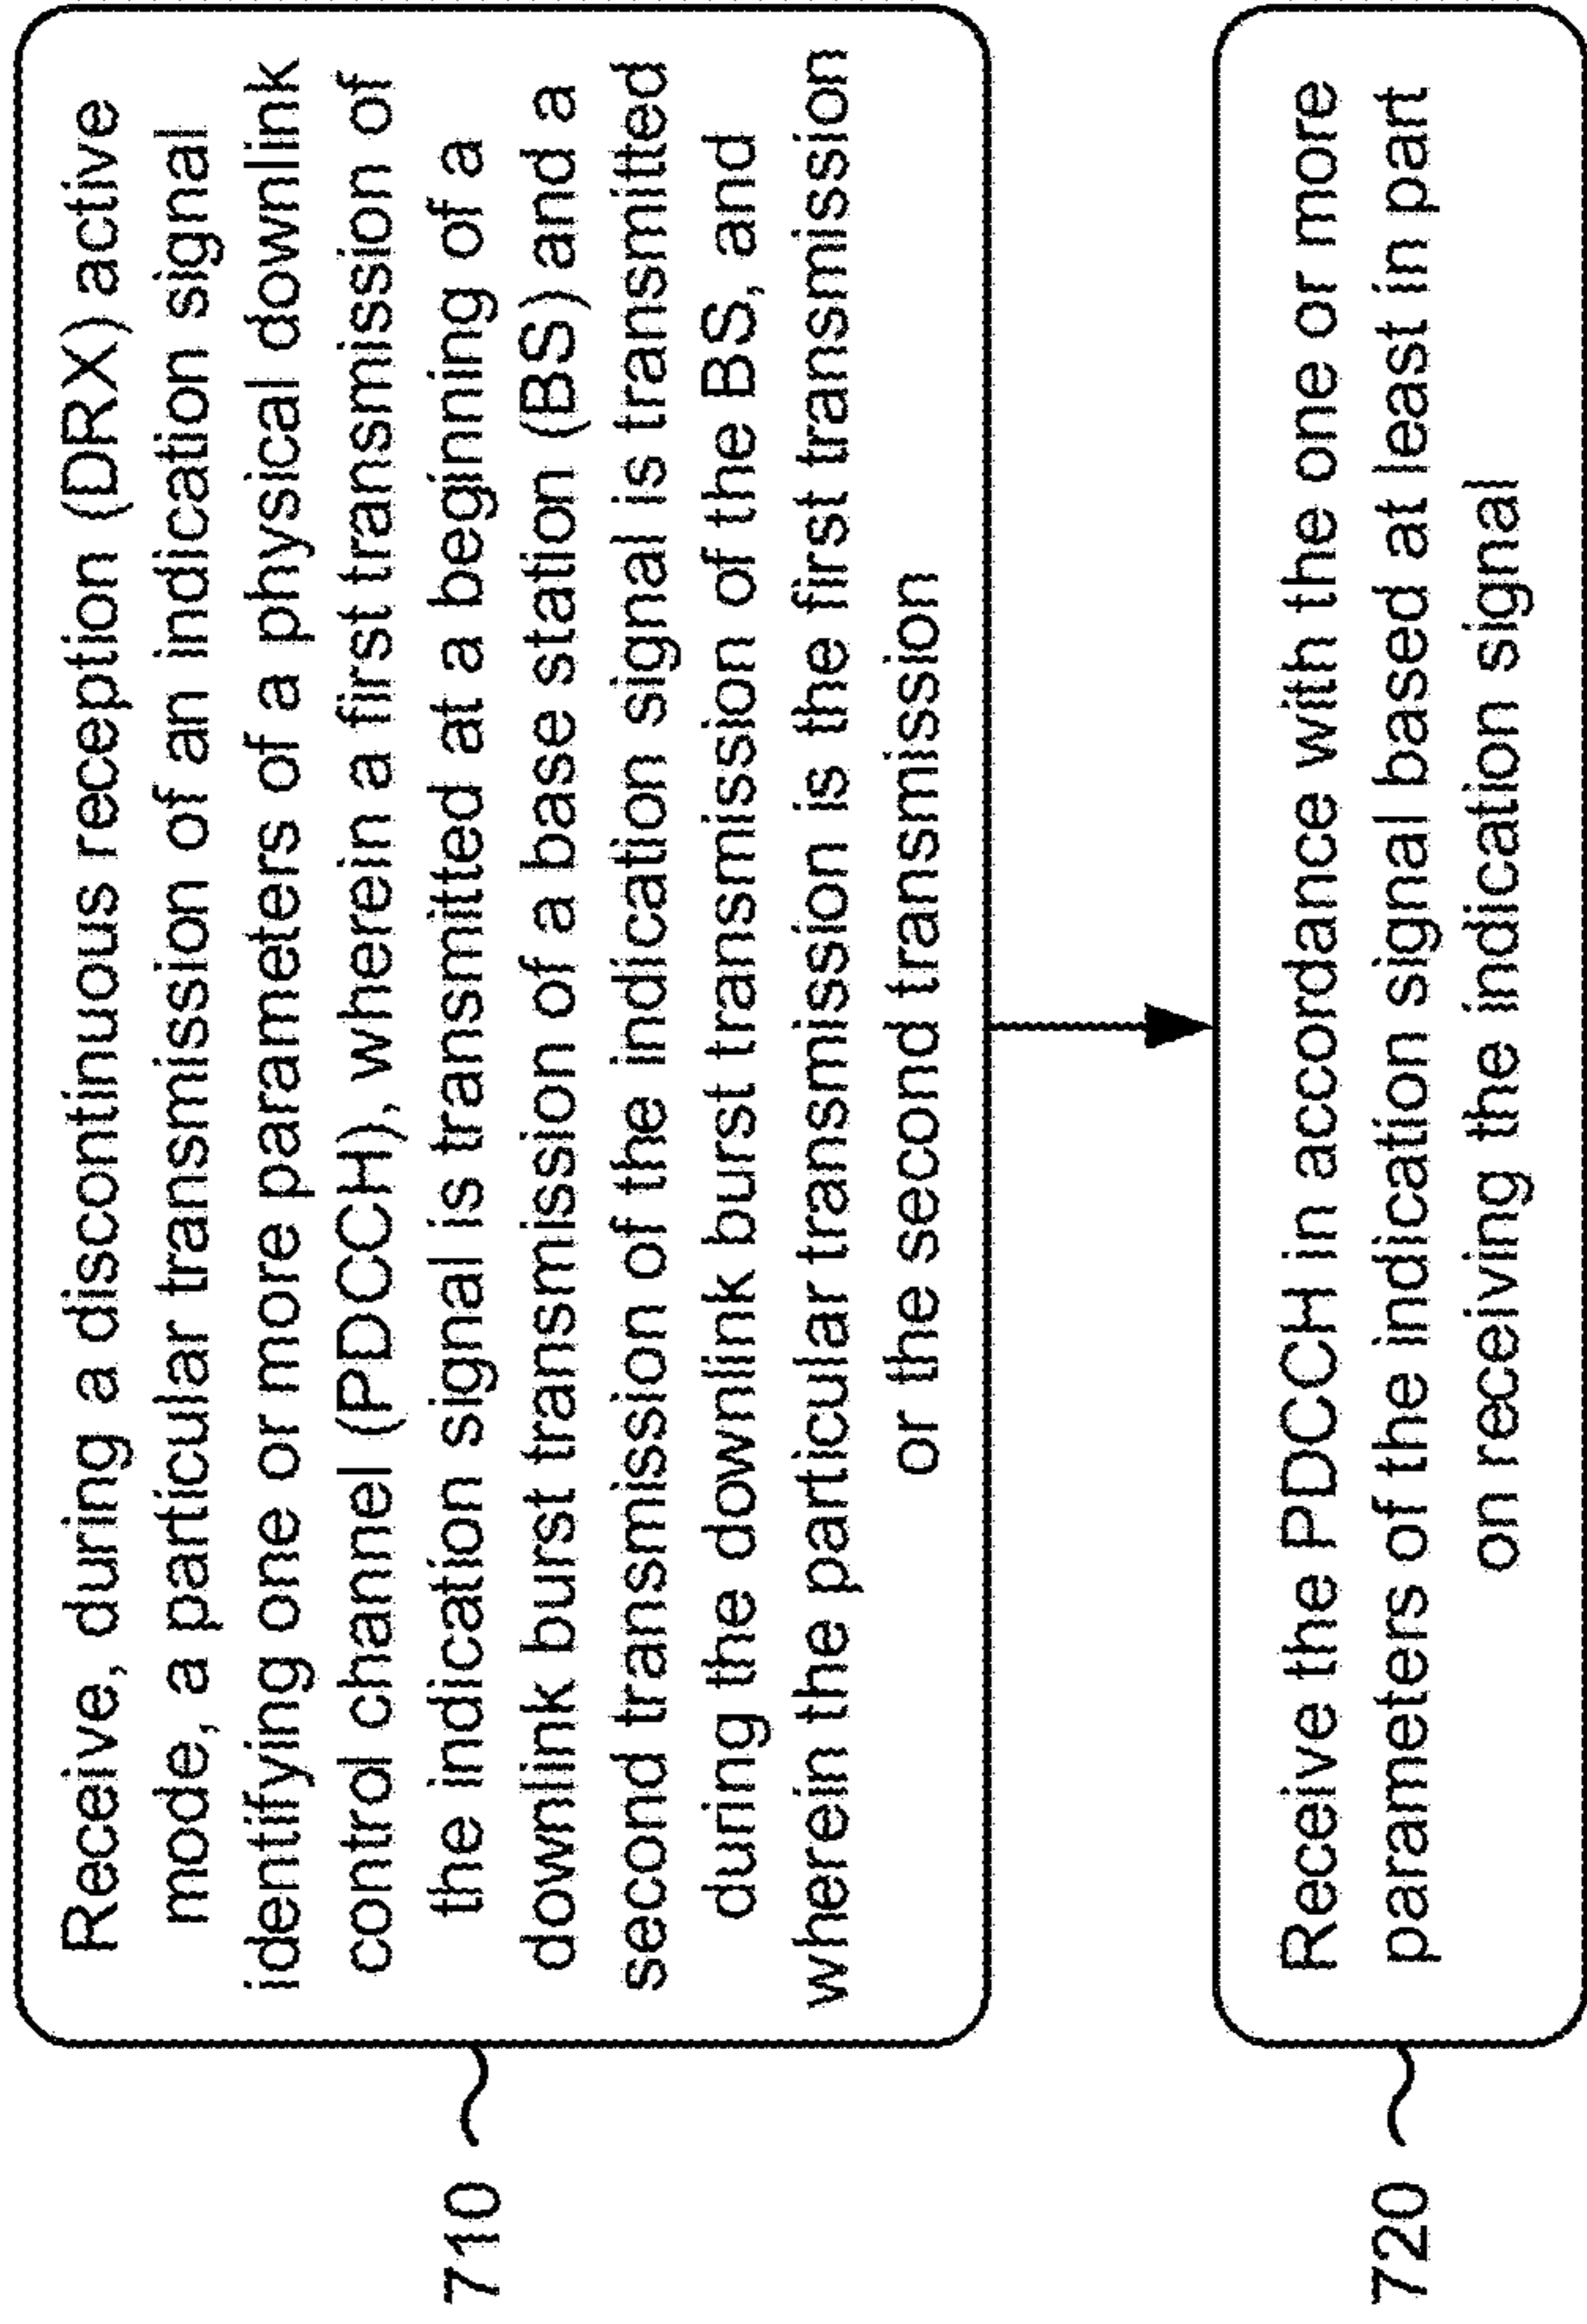 Receive, during a discontinuous reception (DRX) active
mode, a particular transmission of an indication signal
identifying one or more parameters of a physical downlink
control channel (PDCCH), wherein a first transmission of
the indication signal is transmitted at a beginning of a
downlink burst transmission of a base station (BS) and a
second transmission of the indication signal is transmitted
during the downlink burst transmission of the BS, and
wherein the particular transmission is the first transmission
or the second transmission
710
Receive the PDCCH in accordance with the one or more
parameters of the indication signal based at least in part
on receiving the indication signal
720